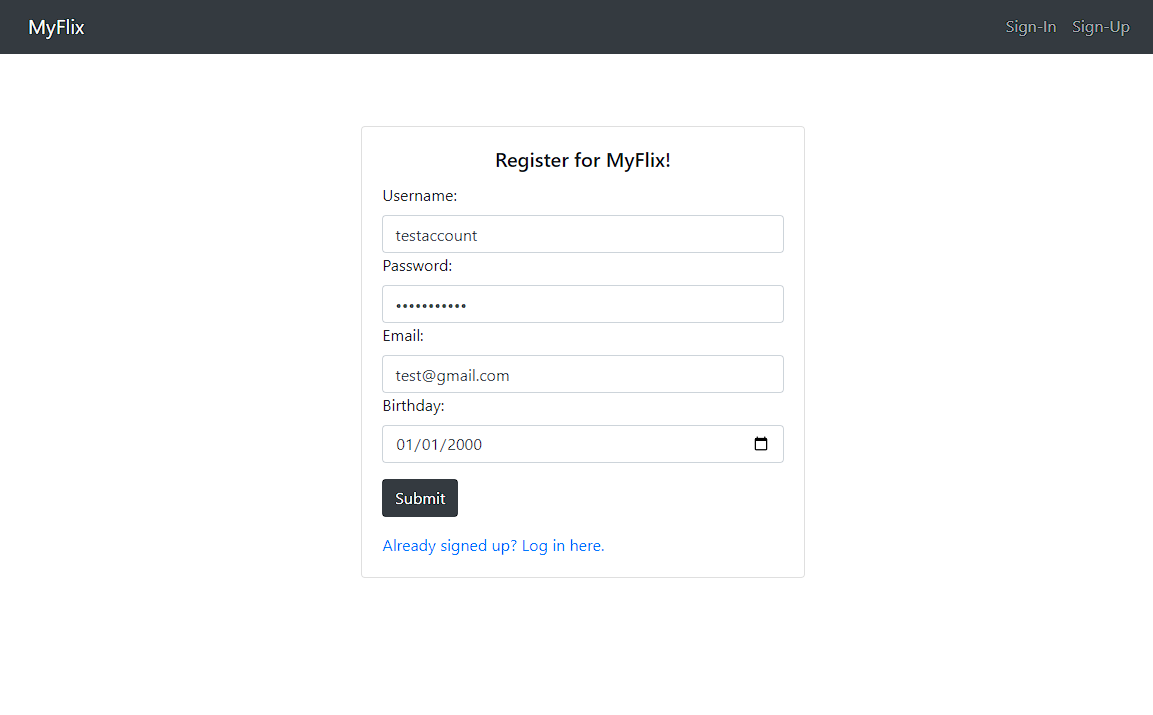 MyFlix Sign-In Sign-Up
Register for MyFlix!
Username:
testaccount
Password:
•••••••••••
Email:
test@gmail.com
Birthday:
01/01/2000
Submit
Already signed up? Log in here.